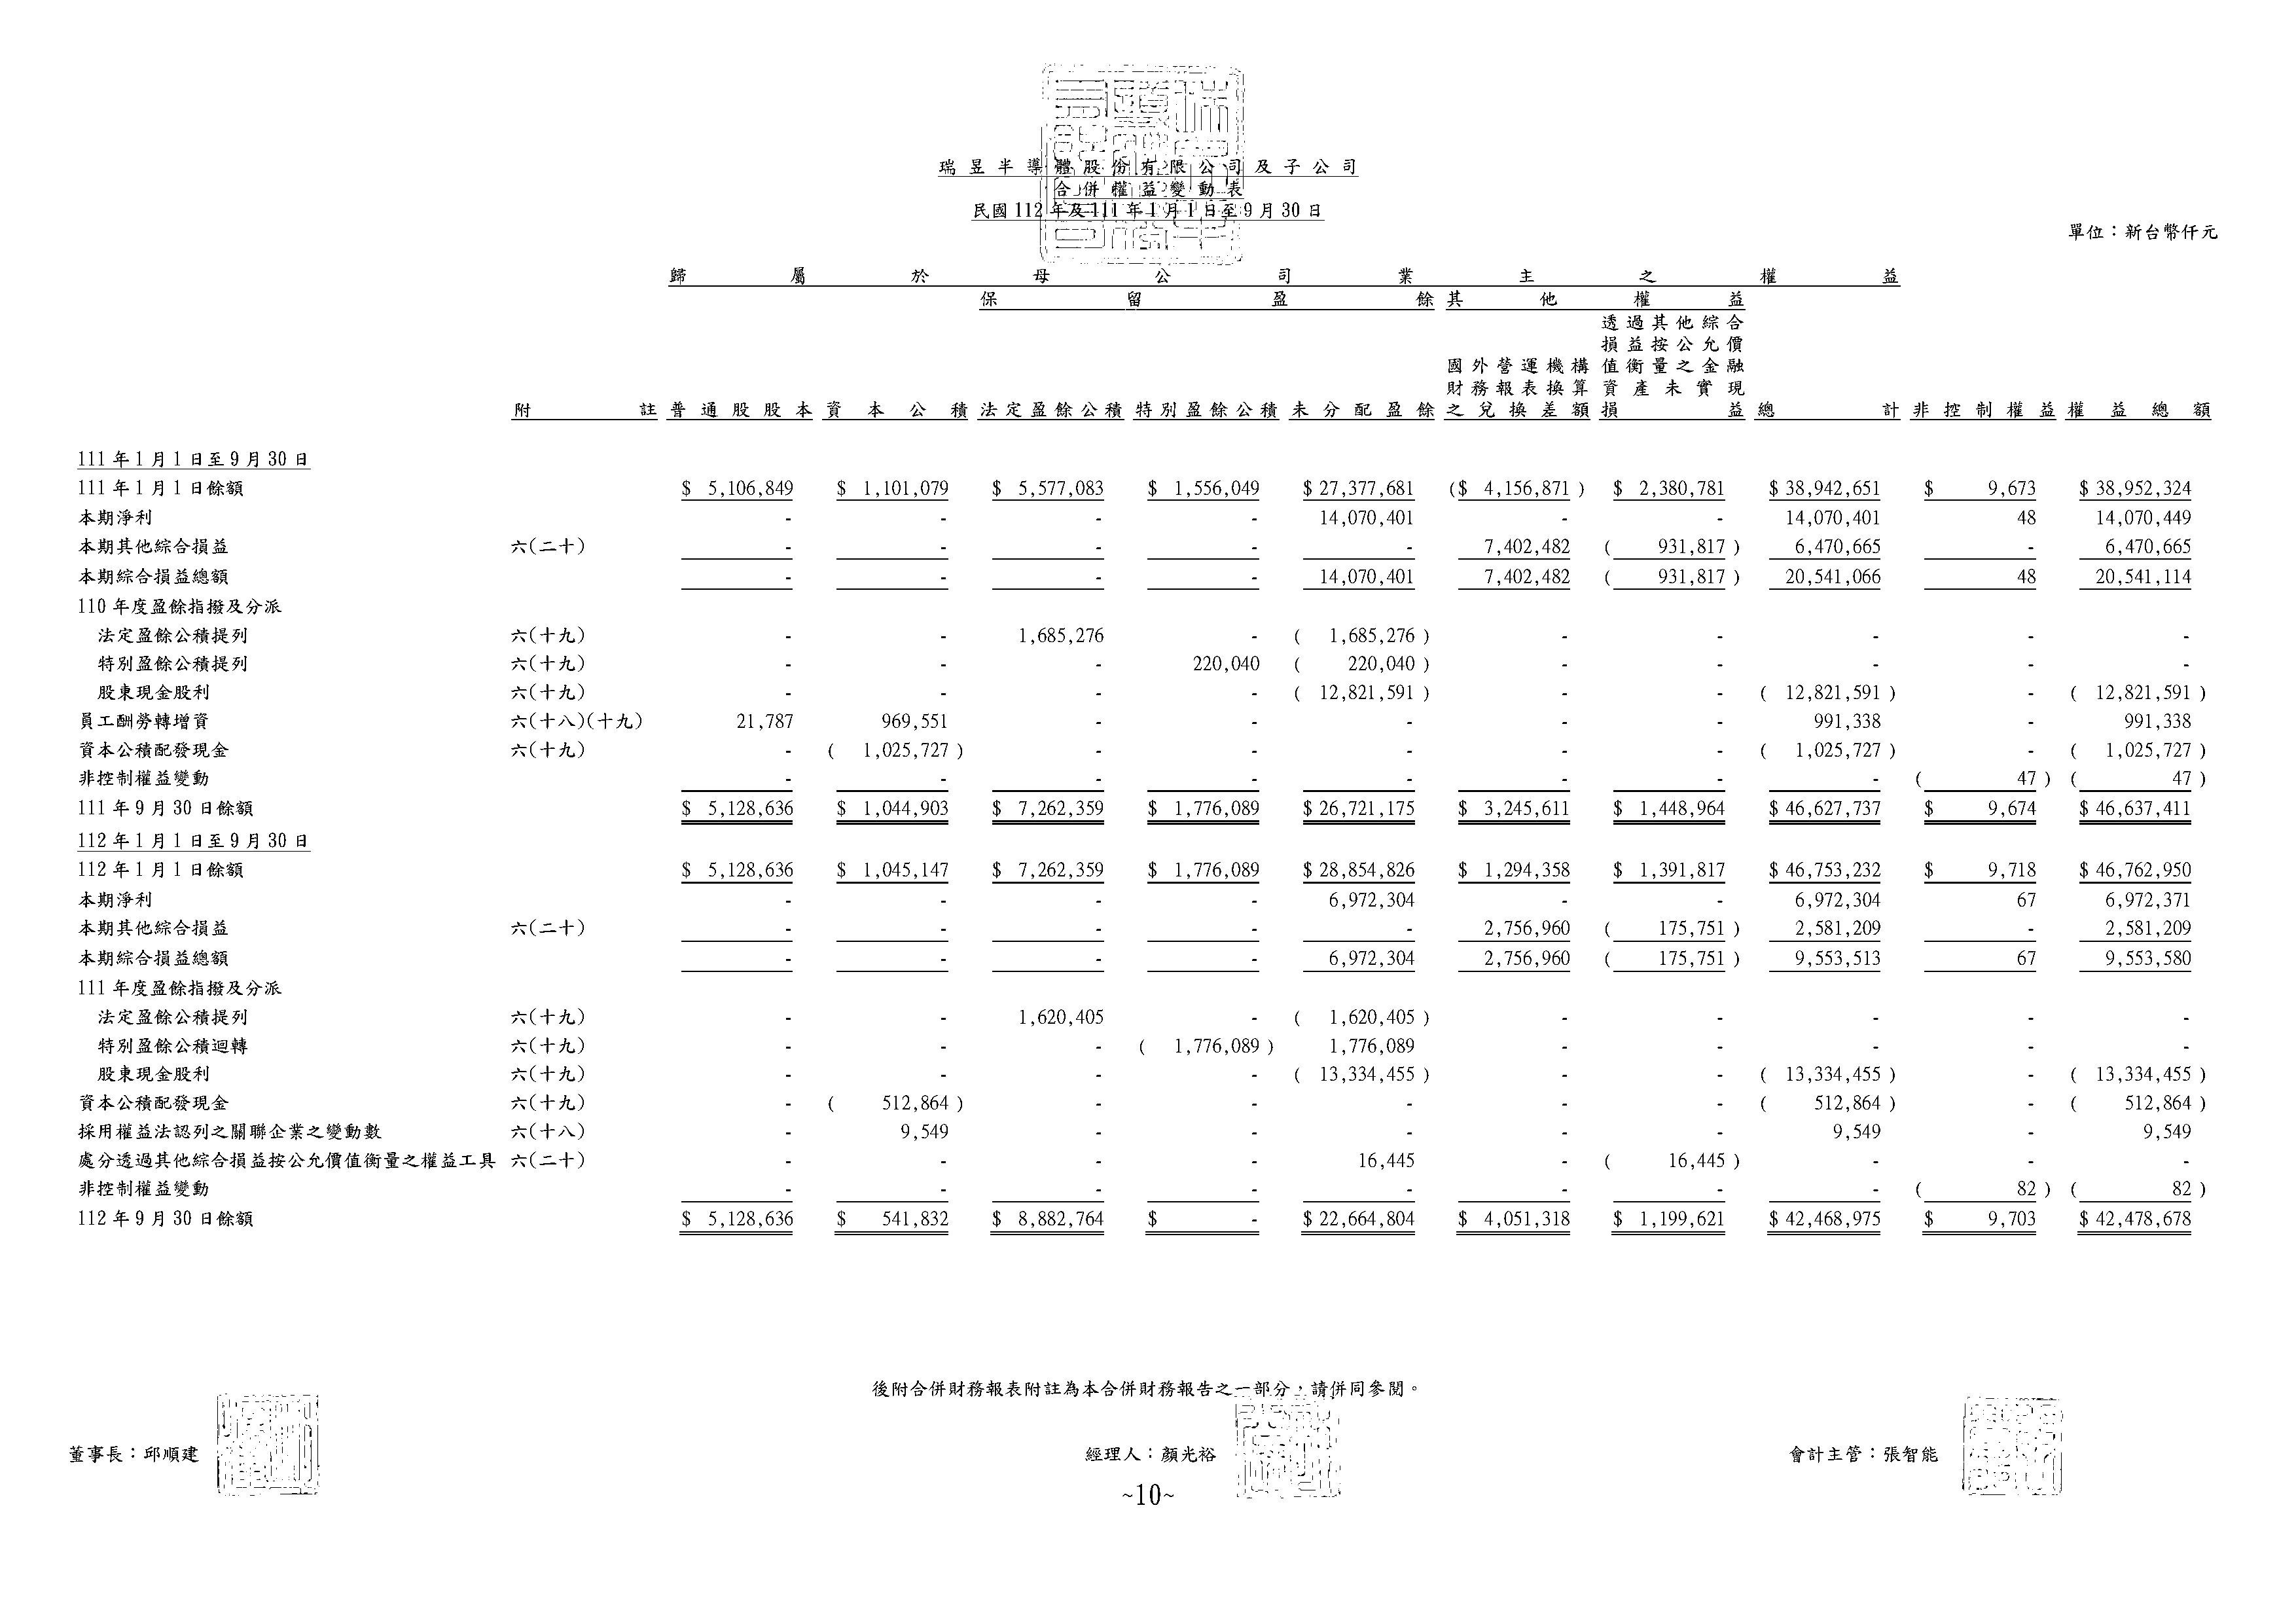 瑞昱半導體股份有限公司及子公司
合併權益變動表
民國112年及111年1月1日至9月30日
單位：新台幣仟元
歸屬於母公司業主之權益
保留盈餘 其他權益
透過其他綜合
損益按公允價
國外營運機構 值衡量之金融
財務報表換算 資產未實現
附註 普通股股本 資本公積 法定盈餘公積 特別盈餘公積 未分配盈餘 之兌換差額 損益 總計 非控制權益 權益總額
111年1月1日至9月30日
111年1月1日餘額 $ 5,106,849 $ 1,101,079 $ 5,577,083 $ 1,556,049 $ 27,377,681 ($ 4,156,871) $ 2,380,781 $ 38,942,651 $ 9,673 $ 38,952,324
本期淨利 - - - - 14,070,401 - - 14,070,401 48 14,070,449
本期其他綜合損益 六(二十) - - - - - 7,402,482 ( 931,817) 6,470,665 - 6,470,665
本期綜合損益總額 - - - - 14,070,401 7,402,482 ( 931,817) 20,541,066 48 20,541,114
110年度盈餘指撥及分派
法定盈餘公積提列 六(十九) - - 1,685,276 - ( 1,685,276) - - - - -
特別盈餘公積提列 六(十九) - - - 220,040 ( 220,040) - - - - -
股東現金股利 六(十九) - - - - ( 12,821,591) - - ( 12,821,591) - ( 12,821,591)
員工酬勞轉增資 六(十八)(十九) 21,787 969,551 - - - - - 991,338 - 991,338
資本公積配發現金 六(十九) - ( 1,025,727) - - - - - ( 1,025,727) - ( 1,025,727)
非控制權益變動 - - - - - - - - ( 47) ( 47)
111年9月30日餘額 $ 5,128,636 $ 1,044,903 $ 7,262,359 $ 1,776,089 $ 26,721,175 $ 3,245,611 $ 1,448,964 $ 46,627,737 $ 9,674 $ 46,637,411
112年1月1日至9月30日
112年1月1日餘額 $ 5,128,636 $ 1,045,147 $ 7,262,359 $ 1,776,089 $ 28,854,826 $ 1,294,358 $ 1,391,817 $ 46,753,232 $ 9,718 $ 46,762,950
本期淨利 - - - - 6,972,304 - - 6,972,304 67 6,972,371
本期其他綜合損益 六(二十) - - - - - 2,756,960 ( 175,751) 2,581,209 - 2,581,209
本期綜合損益總額 - - - - 6,972,304 2,756,960 ( 175,751) 9,553,513 67 9,553,580
111年度盈餘指撥及分派
法定盈餘公積提列 六(十九) - - 1,620,405 - ( 1,620,405) - - - - -
特別盈餘公積迴轉 六(十九) - - - ( 1,776,089) 1,776,089 - - - - -
股東現金股利 六(十九) - - - - ( 13,334,455) - - ( 13,334,455) - ( 13,334,455)
資本公積配發現金 六(十九) - ( 512,864) - - - - - ( 512,864) - ( 512,864)
採用權益法認列之關聯企業之變動數 六(十八) - 9,549 - - - - - 9,549 - 9,549
處分透過其他綜合損益按公允價值衡量之權益工具 六(二十) - - - - 16,445 - ( 16,445) - - -
非控制權益變動 - - - - - - - - ( 82) ( 82)
112年9月30日餘額 $ 5,128,636 $ 541,832 $ 8,882,764 $ - $ 22,664,804 $ 4,051,318 $ 1,199,621 $ 42,468,975 $ 9,703 $ 42,478,678
後附合併財務報表附註為本合併財務報告之一部分，請併同參閱。
董事長：邱順建 經理人：顏光裕 會計主管：張智能
~10~